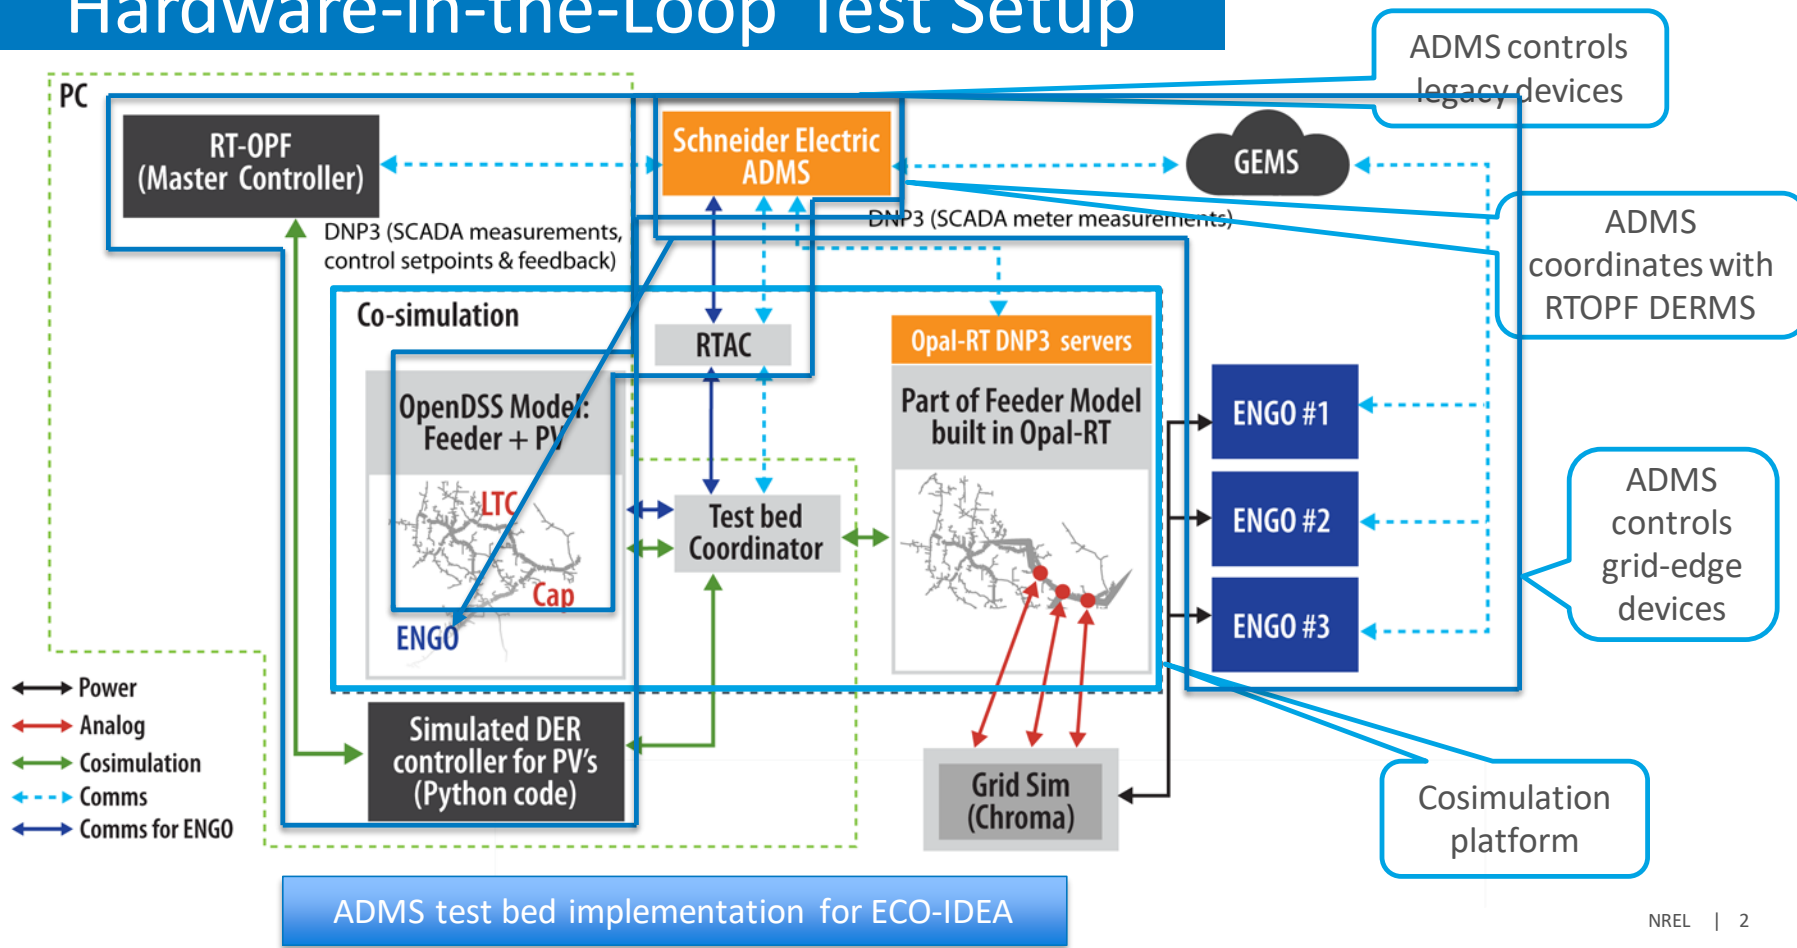 Hardware-in-the-Loop Test Setup
ADMS controls
legacy devices
PC
RT-OPF
(Master Controller)
Schneider Electric
ADMS
GEMS
DNP3 (SCADA measurements,
control setpoints & feedback)
DNP3 (SCADA meter measurements)
ADMS
coordinates with
RTOPF DERMS
Co-simulation
RTAC
Opal-RT DNP3 servers
OpenDSS Model:
Feeder + PV
Part of Feeder Model
built in Opal-RT
LTC
Cap
ENGO
Test bed
Coordinator
ENGO #1
ENGO #2
ENGO #3
ADMS
controls
grid-edge
devices
Power
Analog
Cosimulation
Comms
Comms for ENGO
Simulated DER
controller for PV's
(Python code)
Grid Sim
(Chroma)
Cosimulation
platform
ADMS test bed implementation for ECO-IDEA
NREL | 2